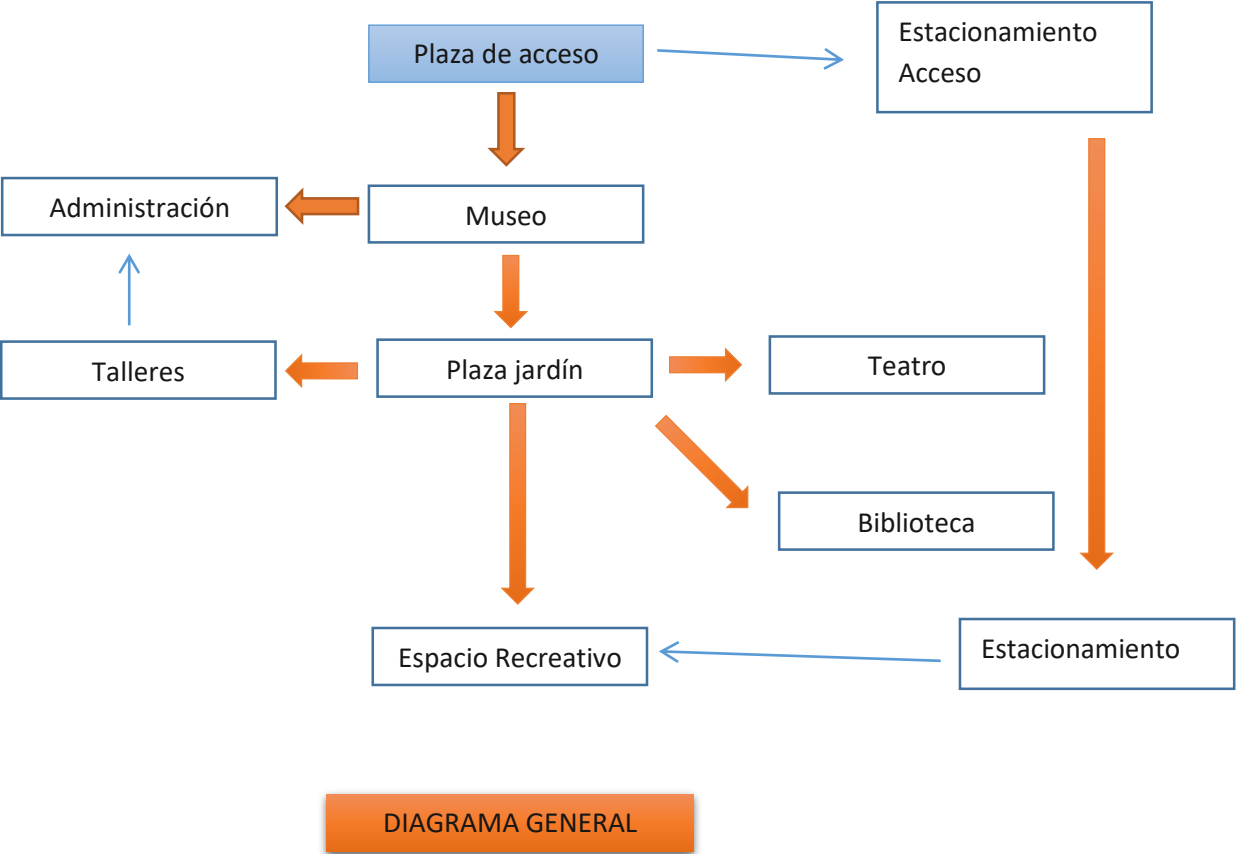 Plaza de acceso
Estacionamiento
Acceso
Administración
Museo
Talleres
Plaza jardín
Teatro
Biblioteca
Espacio Recreativo
Estacionamiento
DIAGRAMA GENERAL